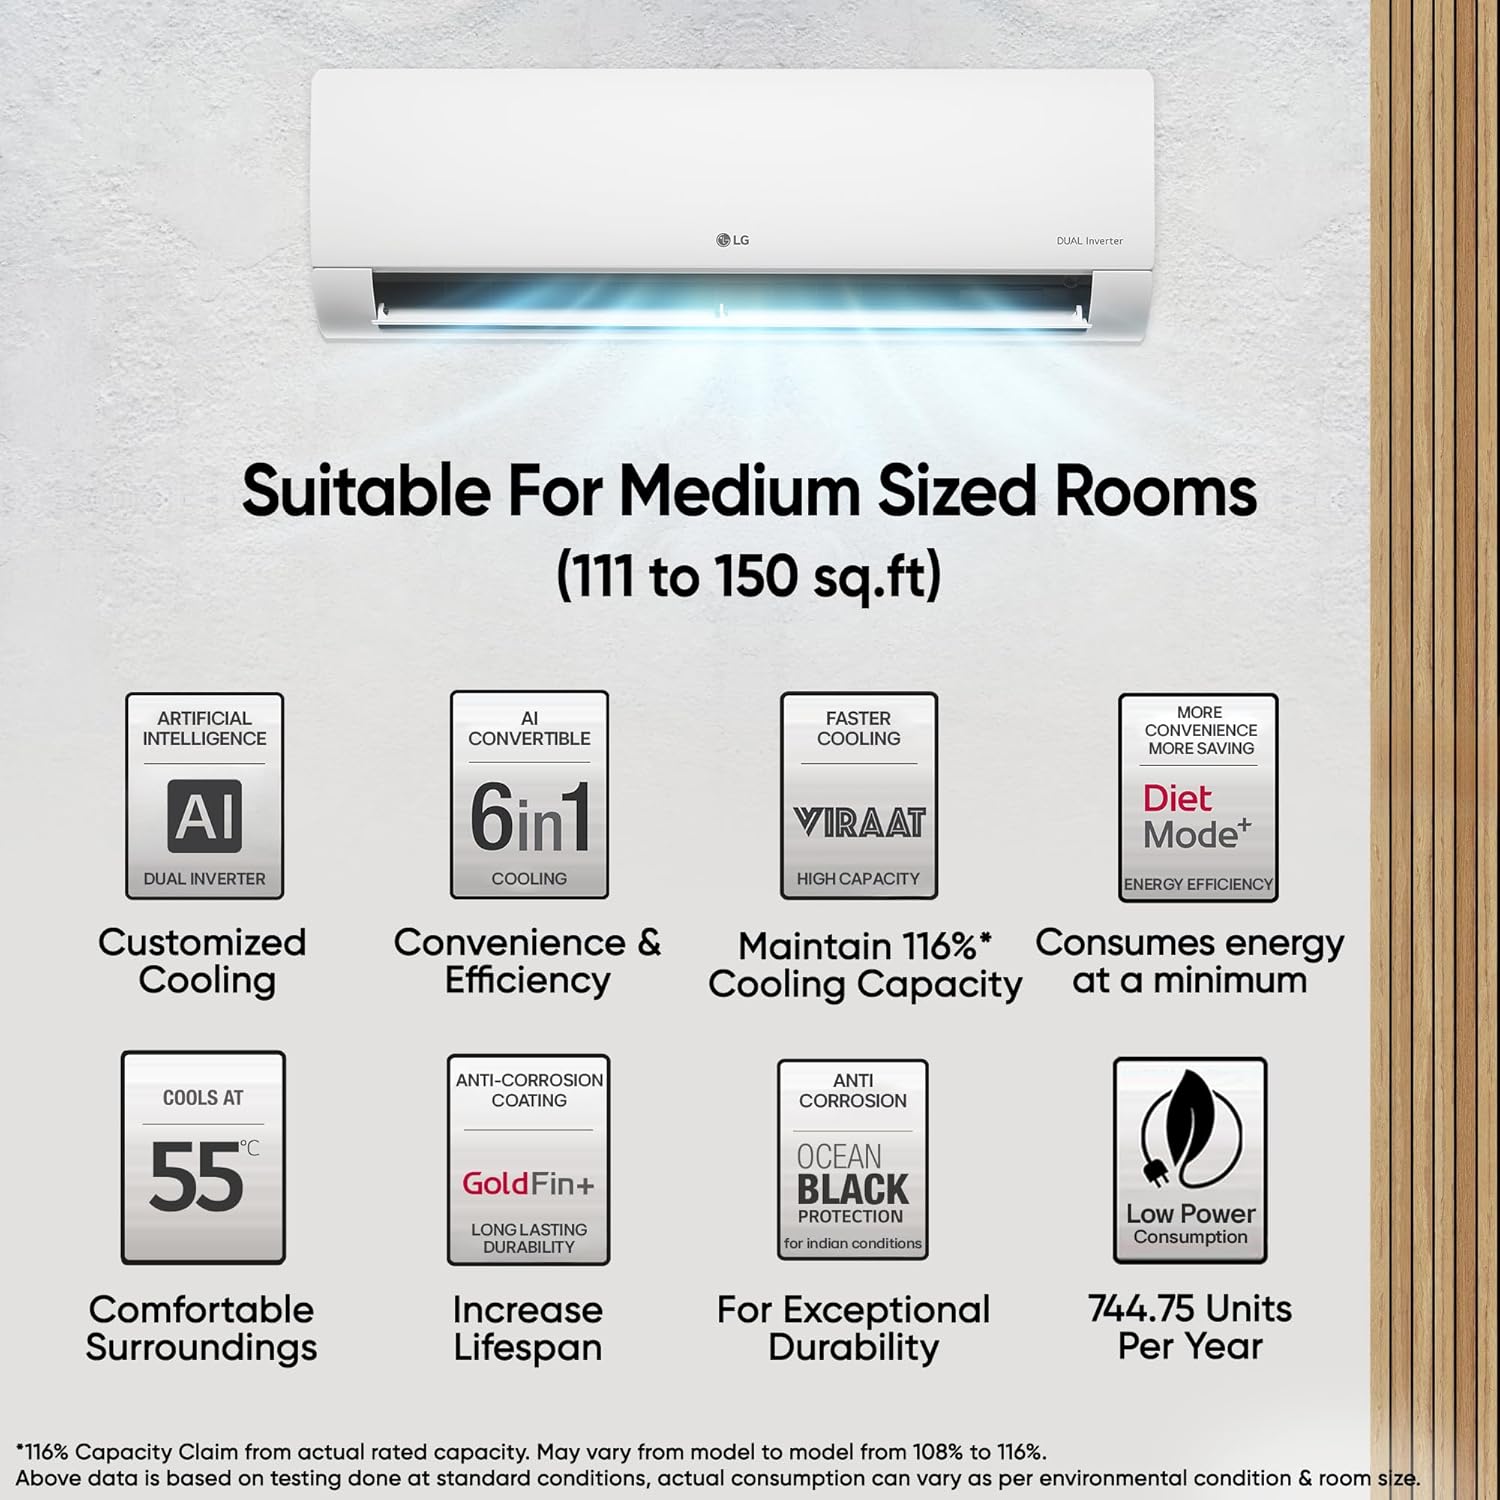 LG
DUAL Inverter
Suitable For Medium Sized Rooms
(111 to 150 sq.ft)
ARTIFICIAL
INTELLIGENCE
AI
DUAL INVERTER
Customized
Cooling
AI
CONVERTIBLE
6in1
COOLING
Convenience &
Efficiency
FASTER
COOLING
VIRAAT
HIGH CAPACITY
Maintain 116%*
Cooling Capacity
MORE
CONVENIENCE
MORE SAVING
Diet
Mode+
ENERGY EFFICIENCY
Consumes energy
at a minimum
COOLS AT
55°C
Comfortable
Surroundings
ANTI-CORROSION
COATING
GoldFin+
LONG LASTING
DURABILITY
Increase
Lifespan
ANTI
CORROSION
OCEAN
BLACK
PROTECTION
for indian conditions
For Exceptional
Durability
Low Power
Consumption
744.75 Units
Per Year
*116% Capacity Claim from actual rated capacity. May vary from model to model from 108% to 116%.
Above data is based on testing done at standard conditions, actual consumption can vary as per environmental condition & room size.